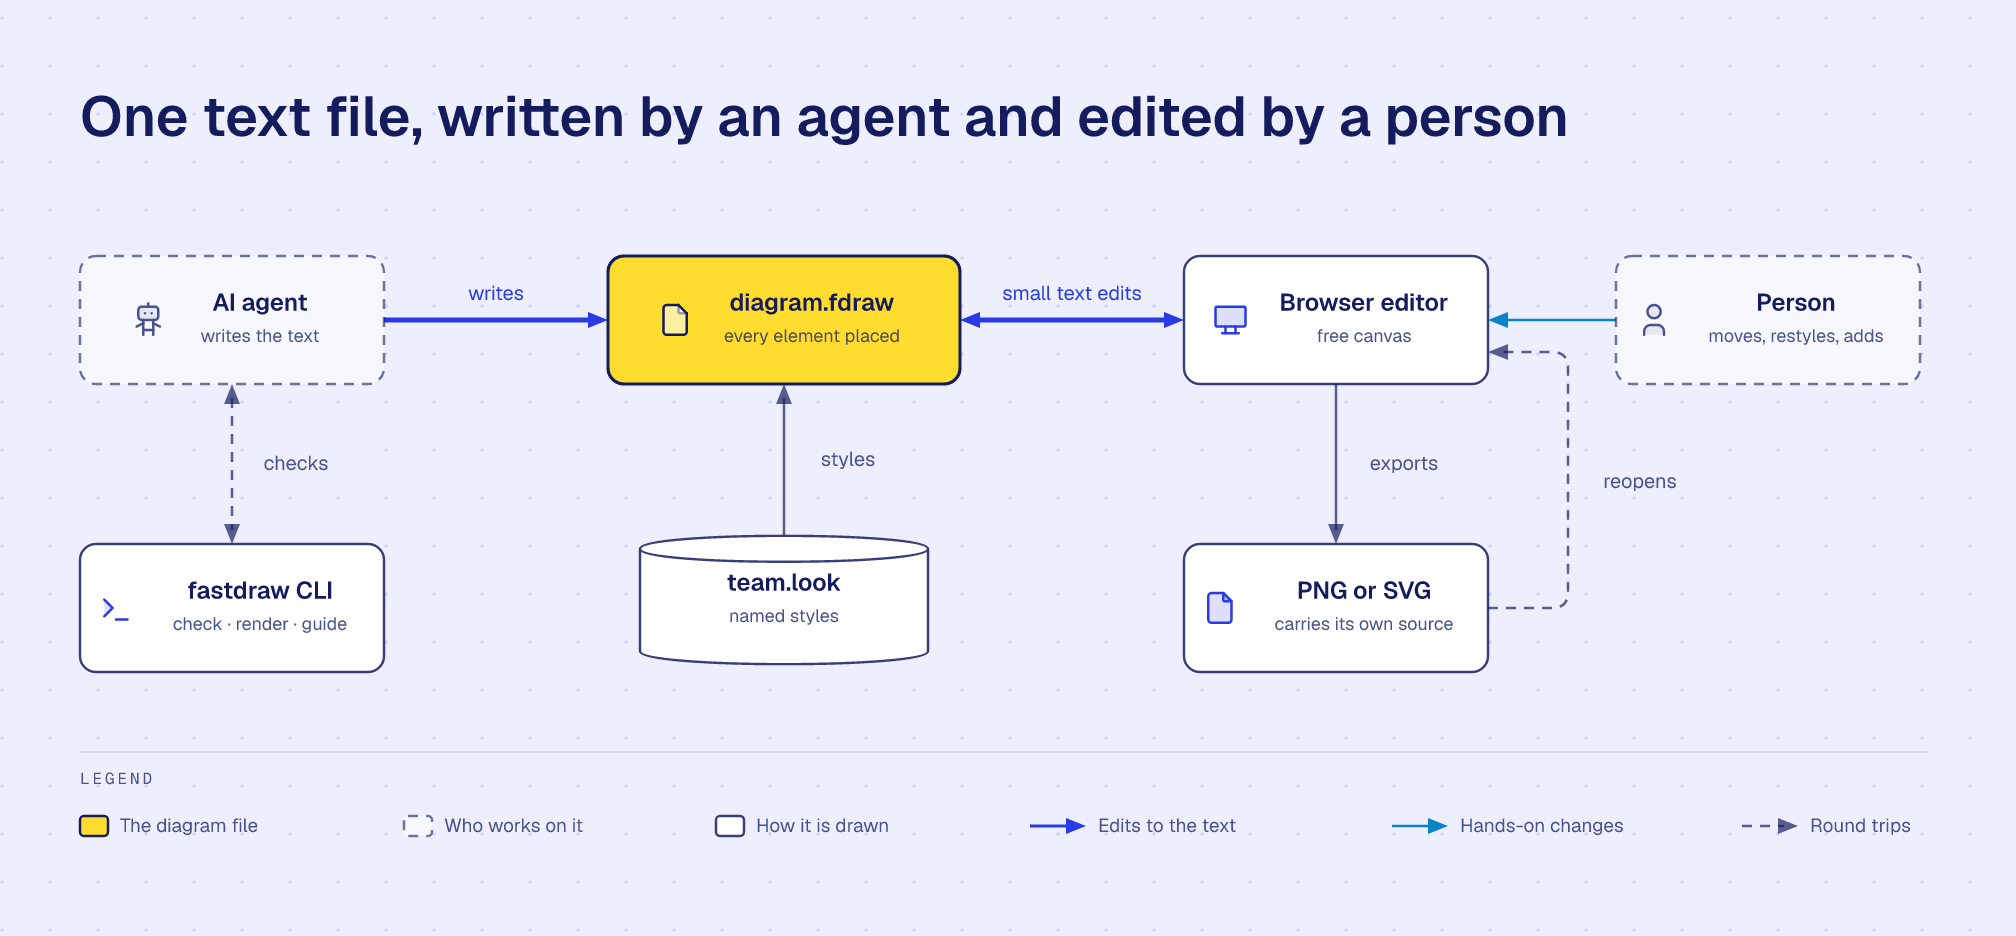 One text file, written by an agent and edited by a person
AI agent
writes the text
writes
diagram.fdraw
every element placed
small text edits
Browser editor
free canvas
Person
moves, restyles, adds
checks
styles
exports
reopens
fastdraw CLI
check · render · guide
team.look
named styles
PNG or SVG
carries its own source
LEGEND
The diagram file
Who works on it
How it is drawn
Edits to the text
Hands-on changes
Round trips